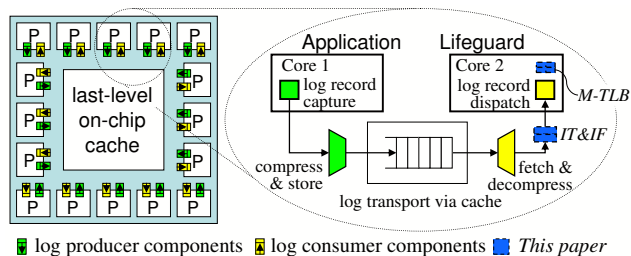 P P P P P
P P
P P
P P
last-level
on-chip
cache
P P P P P
Application
Core 1
log record
capture
Lifeguard
Core 2
log record
dispatch
M-TLB
IT&IF
compress
& store
fetch &
decompress
log transport via cache
log producer components
log consumer components
This paper